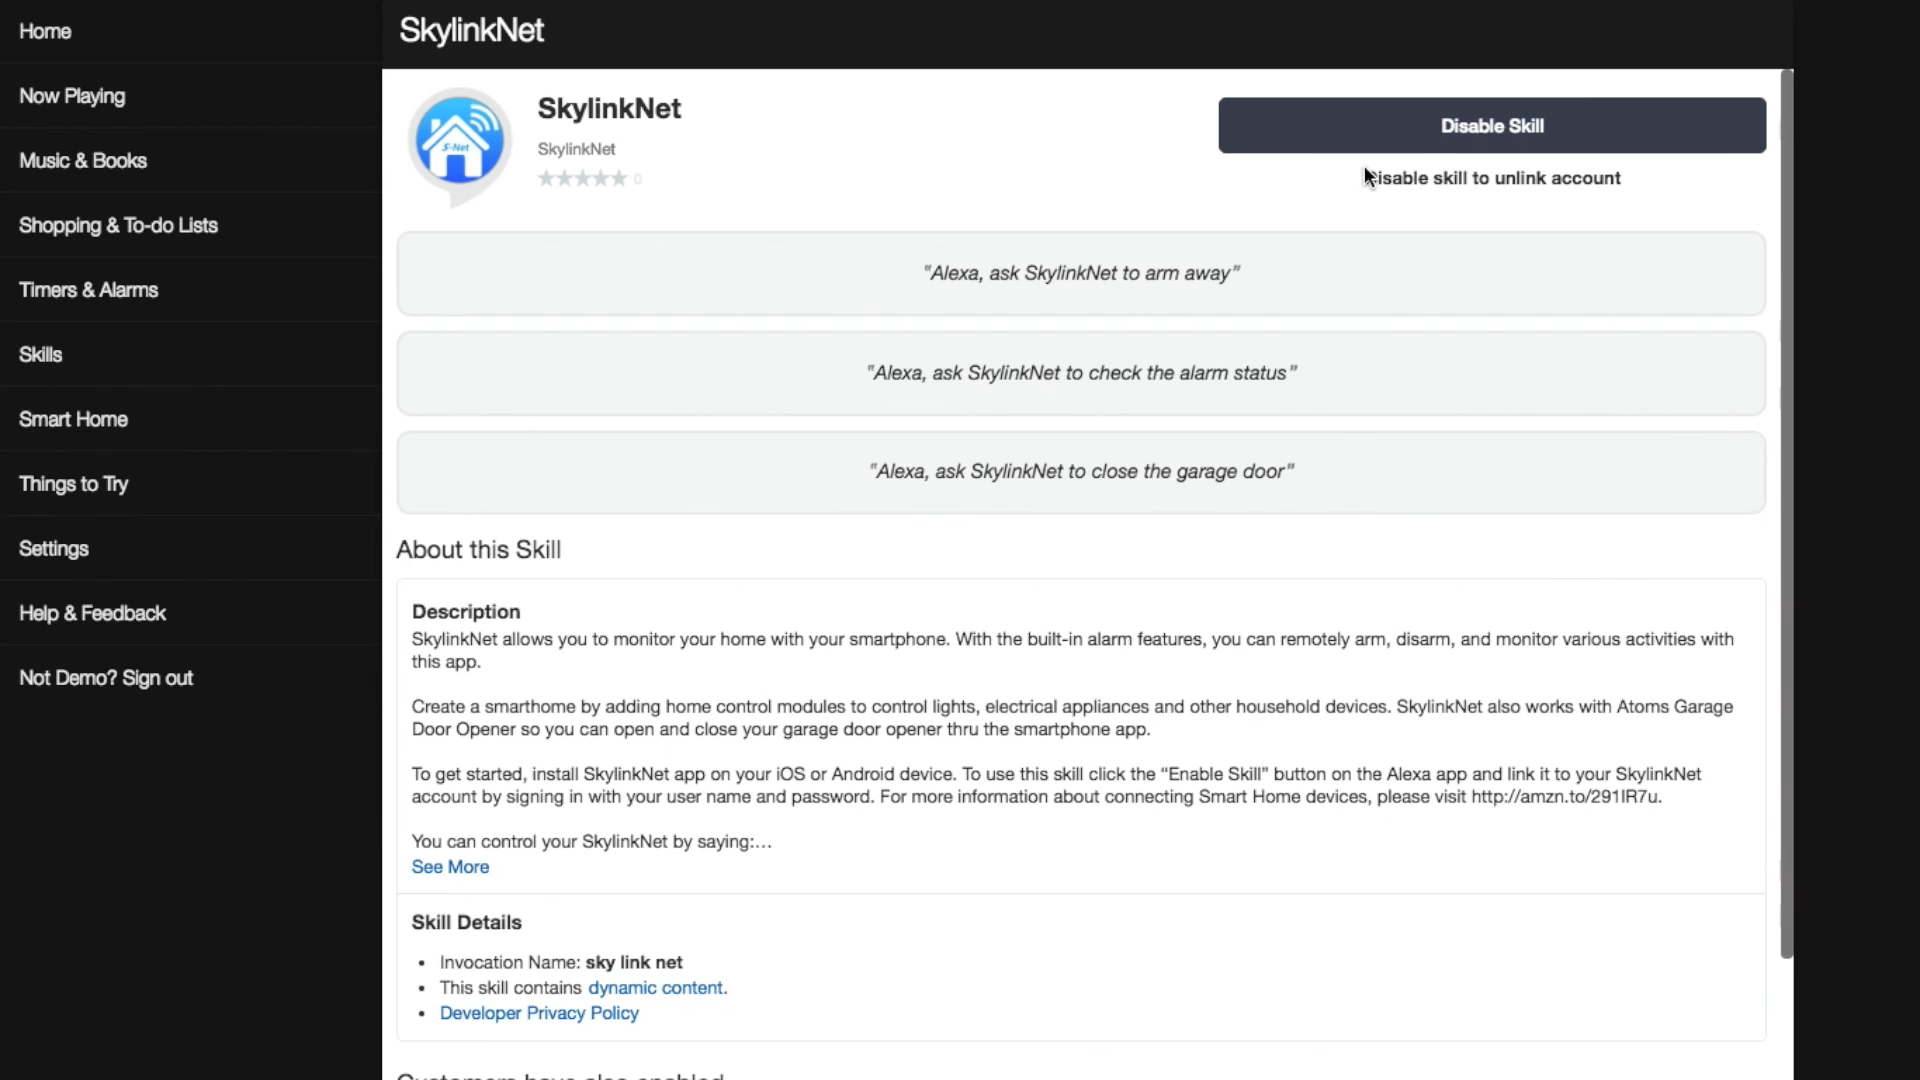 Home
Now Playing
Music & Books
Shopping & To-do Lists
Timers & Alarms
Skills
Smart Home
Things to Try
Settings
Help & Feedback
Not Demo? Sign out
SkylinkNet
S-Net
SkylinkNet
SkylinkNet
0
Disable Skill
isable skill to unlink account
"Alexa, ask SkylinkNet to arm away"
"Alexa, ask SkylinkNet to check the alarm status"
"Alexa, ask SkylinkNet to close the garage door"
About this Skill
Description
SkylinkNet allows you to monitor your home with your smartphone. With the built-in alarm features, you can remotely arm, disarm, and monitor various activities with
this app.
Create a smarthome by adding home control modules to control lights, electrical appliances and other household devices. SkylinkNet also works with Atoms Garage
Door Opener so you can open and close your garage door opener thru the smartphone app.
To get started, install SkylinkNet app on your iOS or Android device. To use this skill click the “Enable Skill” button on the Alexa app and link it to your SkylinkNet
account by signing in with your user name and password. For more information about connecting Smart Home devices, please visit http://amzn.to/291IR7u.
You can control your SkylinkNet by saying:…
See More
Skill Details
• Invocation Name: sky link net
• This skill contains dynamic content.
• Developer Privacy Policy
Customers have also enabled